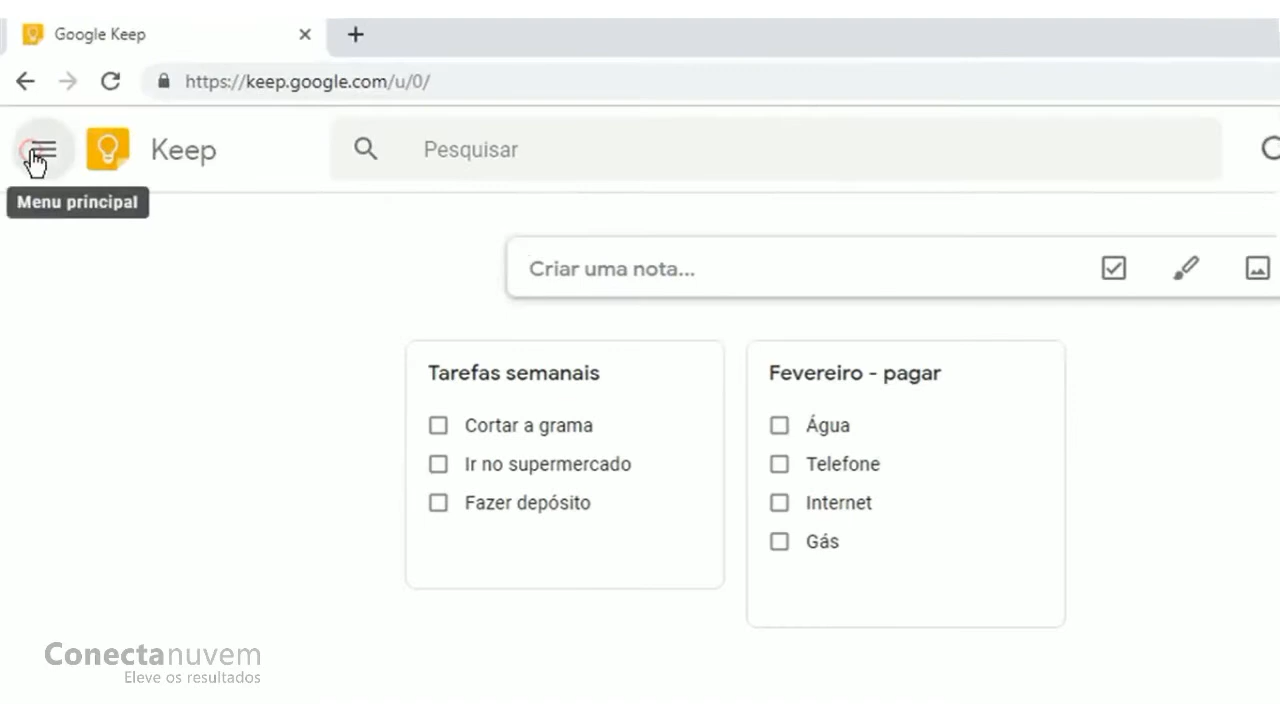 Google Keep
https://keep.google.com/u/0/
Keep
Pesquisar
Menu principal
Criar uma nota...
Tarefas semanais
Cortar a grama
Ir no supermercado
Fazer depósito
Fevereiro - pagar
Água
Telefone
Internet
Gás
Conectanuvem
Eleve os resultados